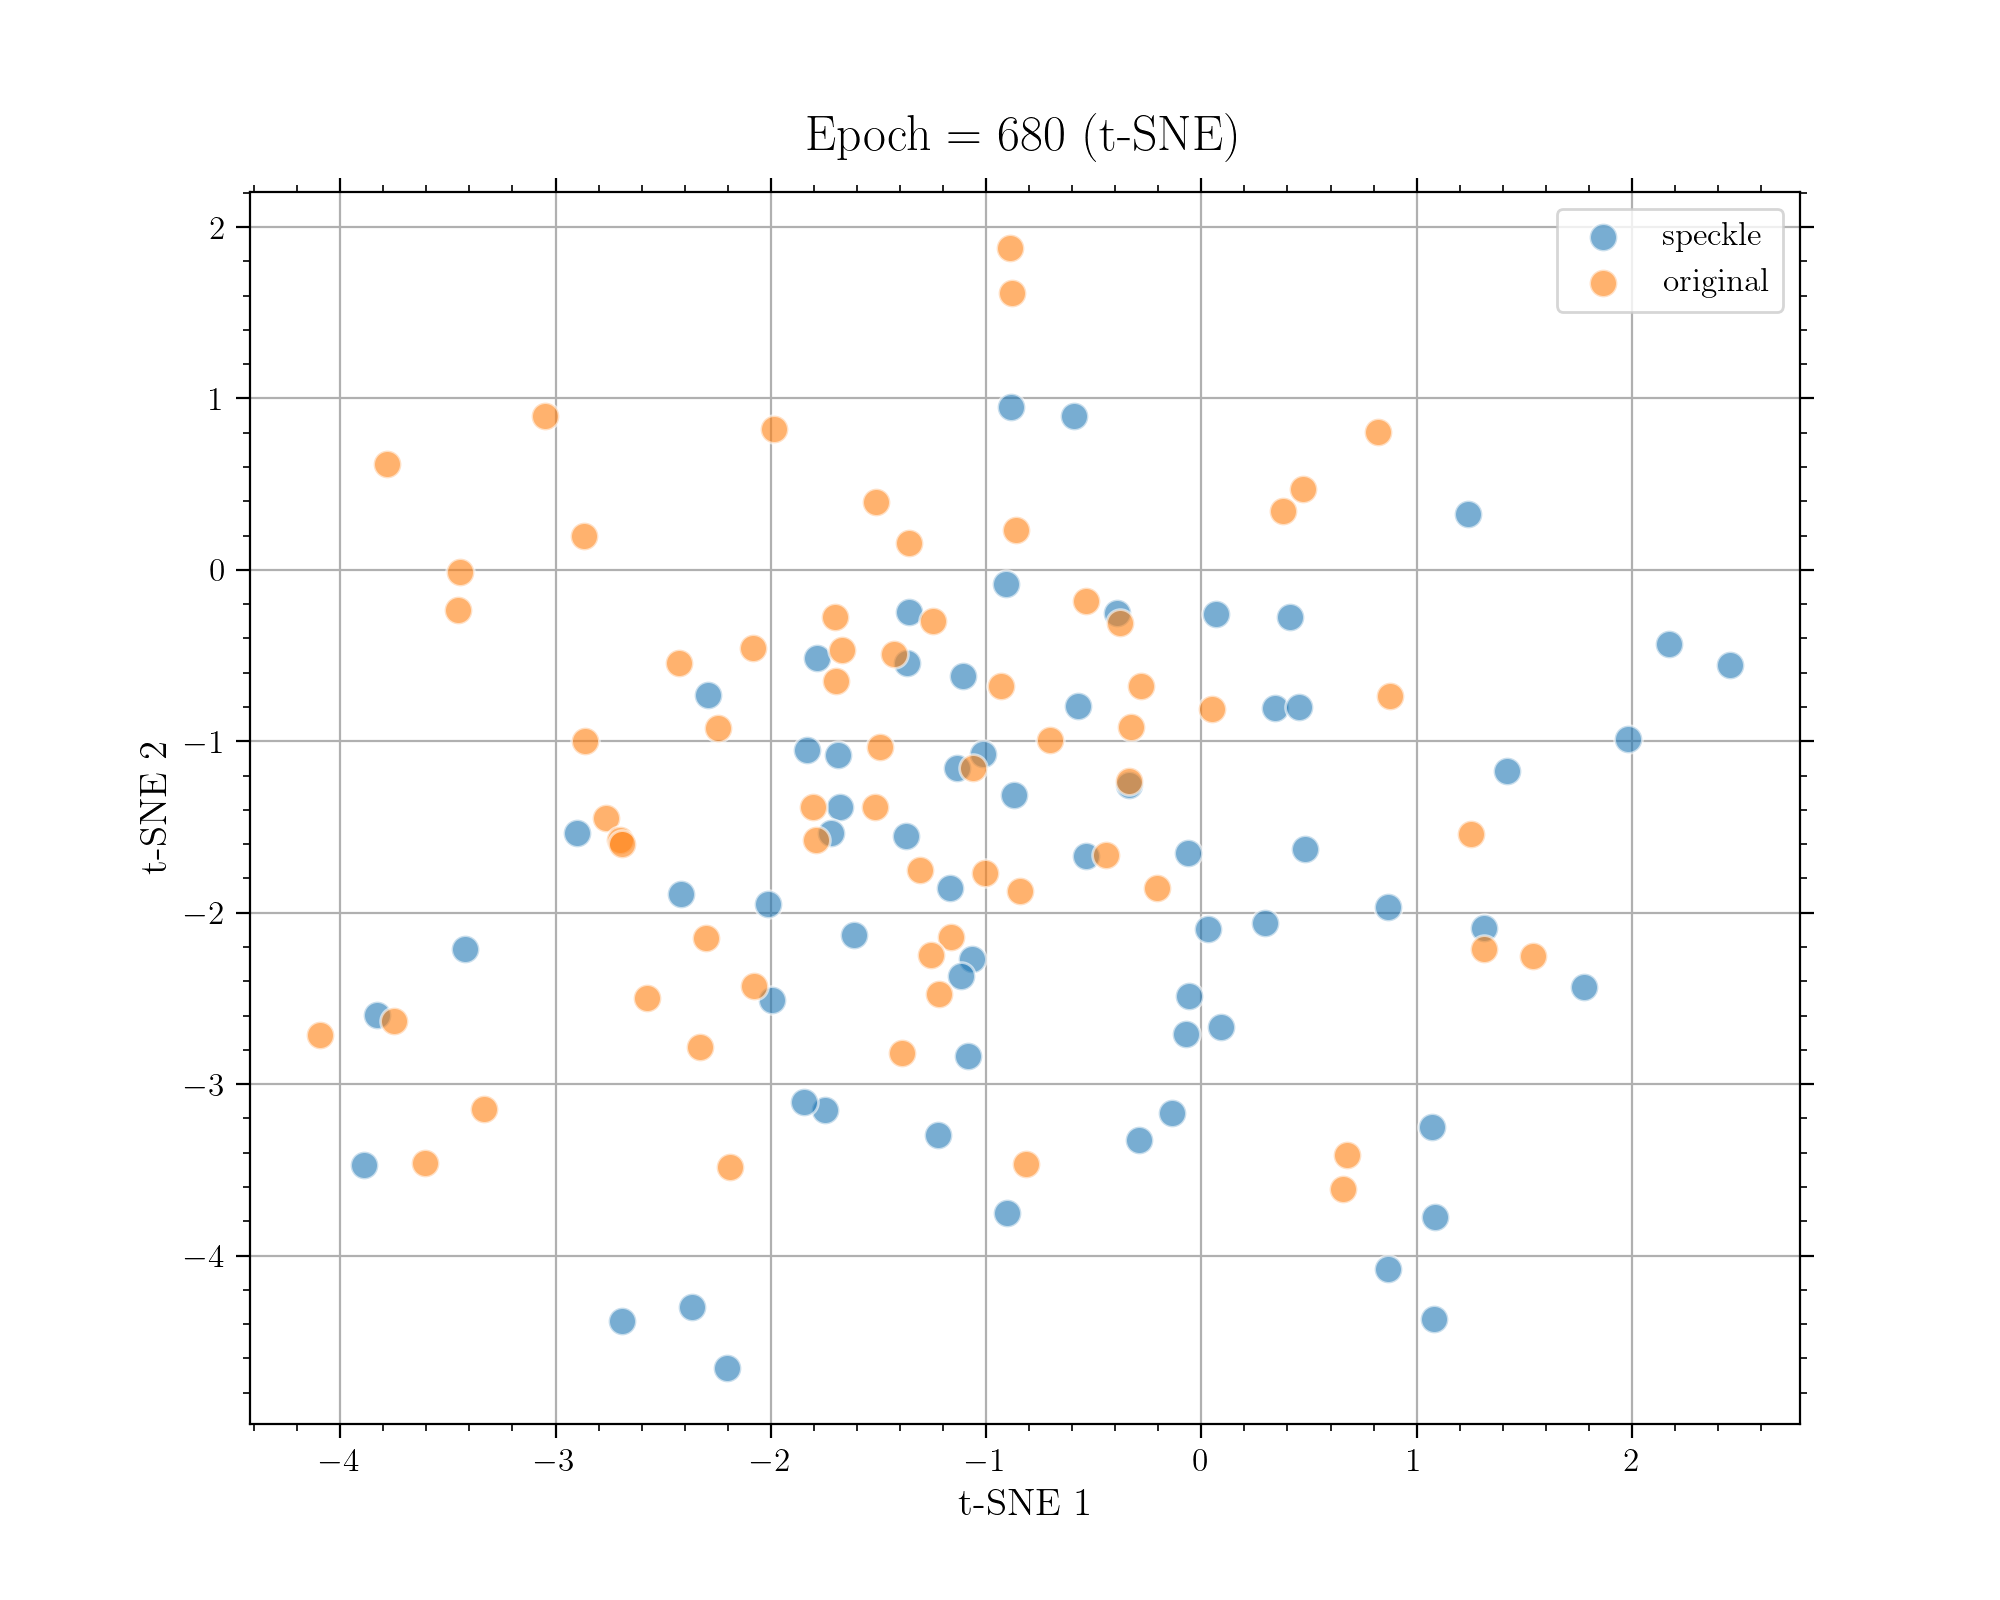 Epoch = 680 (t-SNE)
speckle
original
2
1
0
−1
−2
−3
−4
t-SNE 2
−4 −3 −2 −1 0 1 2
t-SNE 1